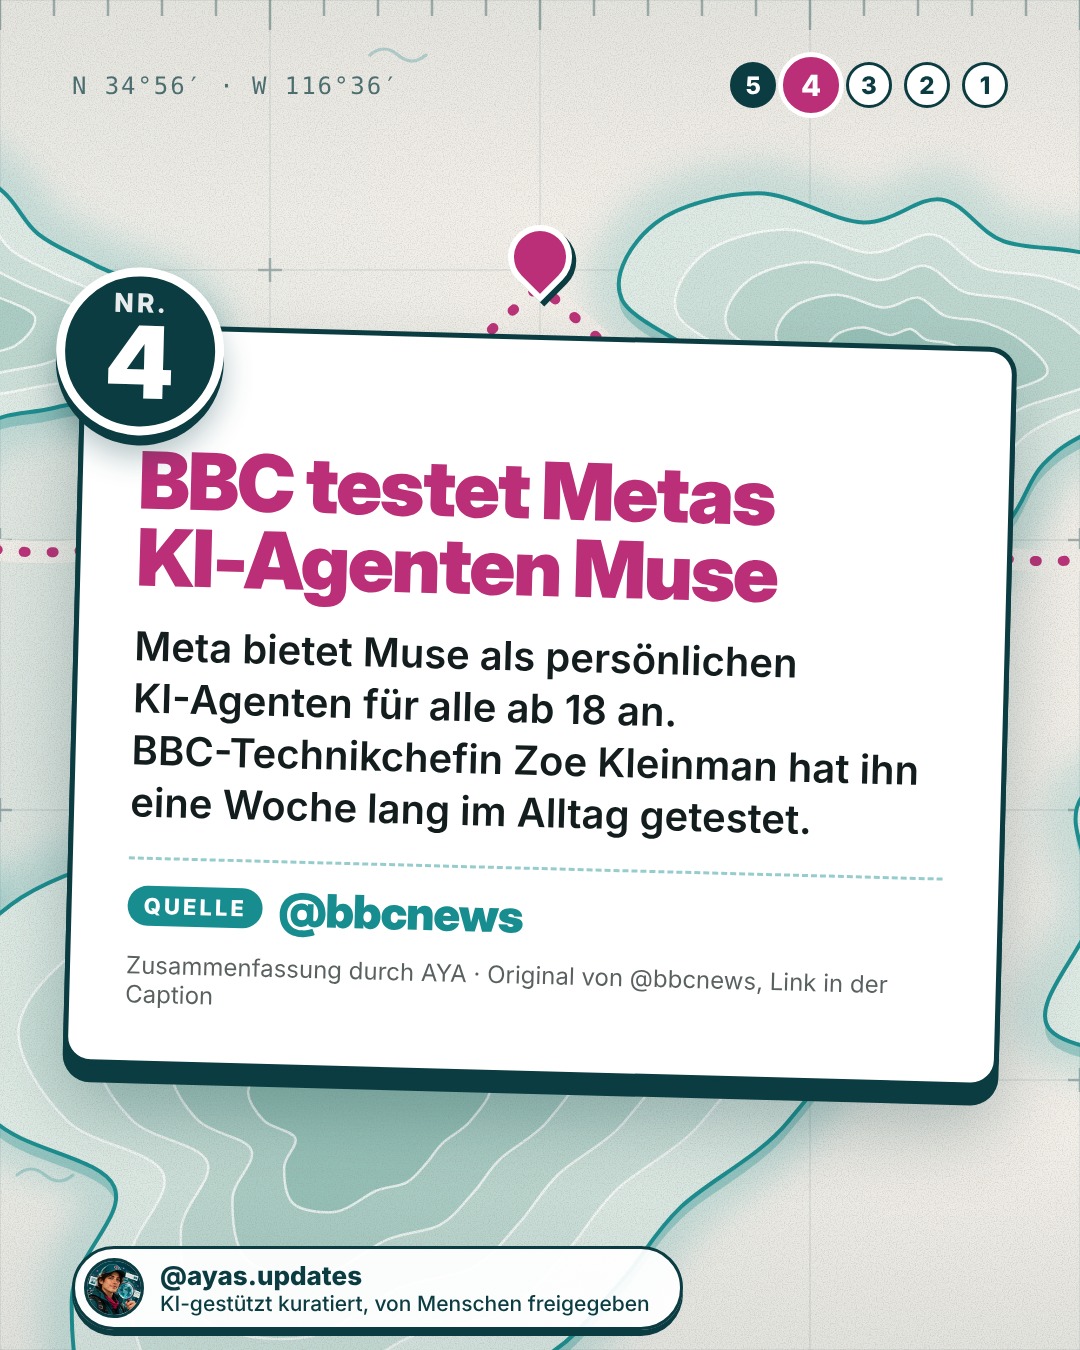 N 34°56′ · W 116°36′
5 4 3 2 1
NR.
4
BBC testet Metas
KI-Agenten Muse
Meta bietet Muse als persönlichen
KI-Agenten für alle ab 18 an.
BBC-Technikchefin Zoe Kleinman hat ihn
eine Woche lang im Alltag getestet.
QUELLE @bbcnews
Zusammenfassung durch AYA · Original von @bbcnews, Link in der
Caption
@ayas.updates
KI-gestützt kuratiert, von Menschen freigegeben